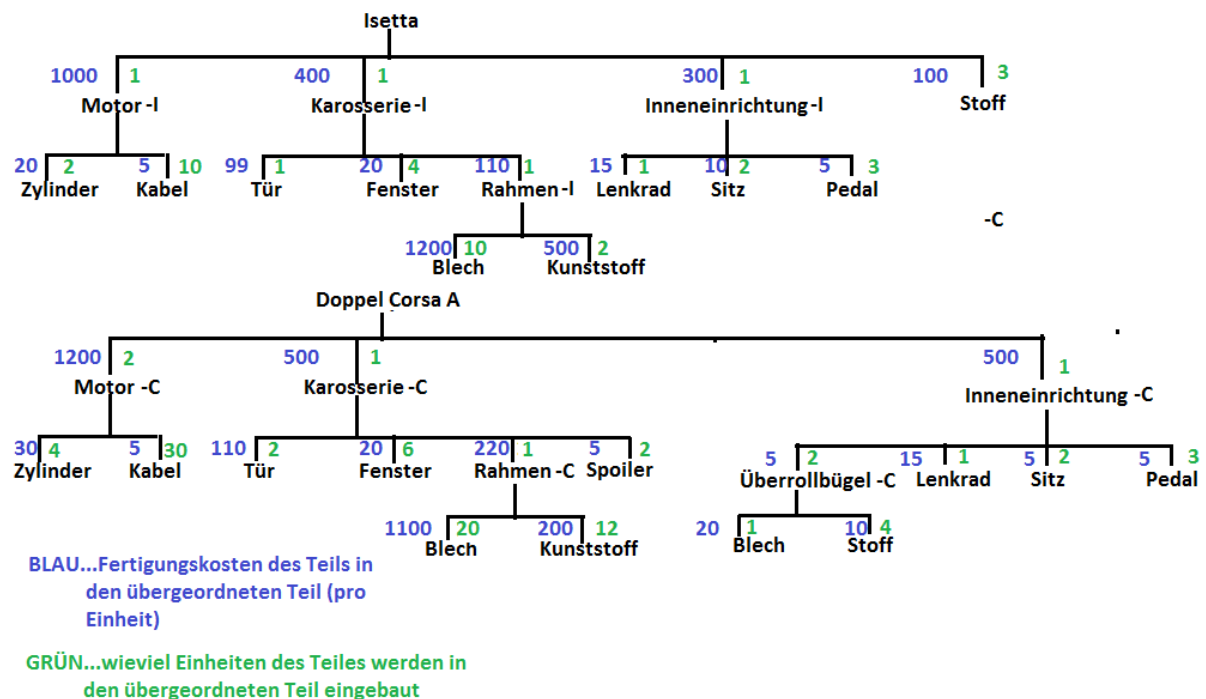 Isetta
1000 1 400 1 300 1 100 3
Motor -I Karosserie -I Inneneinrichtung -I Stoff
20 2 5 10 99 1 20 4 110 1 15 1 10 2 5 3
Zylinder Kabel Tür Fenster Rahmen -I Lenkrad Sitz Pedal
-C
1200 10 500 2
Blech Kunststoff
Doppel Corsa A
1200 2 500 1 500 1
Motor -C Karosserie -C Inneneinrichtung -C
30 4 5 30 110 2 20 6 220 1 5 2 5 2 15 1 5 2 5 3
Zylinder Kabel Tür Fenster Rahmen -C Spoiler Überrollbügel -C Lenkrad Sitz Pedal
1100 20 200 12 20 1 10 4
Blech Kunststoff Blech Stoff
BLAU...Fertigungskosten des Teils in
den übergeordneten Teil (pro
Einheit)
GRÜN...wieviel Einheiten des Teiles werden in
den übergeordneten Teil eingebaut